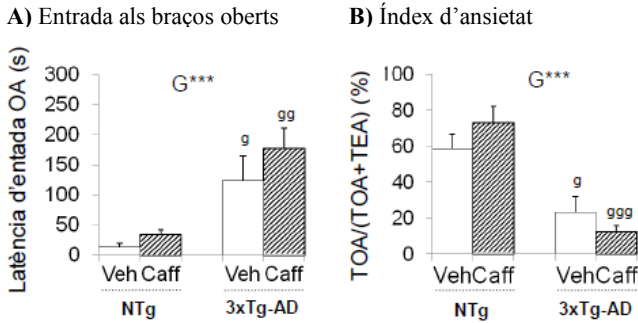 A) Entrada als braços oberts
B) Índex d’ansietat
Latència d’entada OA (s)
300
250
200
150
100
50
0
G***
g
gg
Veh Caff
Veh Caff
NTg
3xTg-AD
TOA/(TOA+TEA) (%)
100
80
60
40
20
0
G***
g
ggg
VehCaff
VehCaff
NTg
3xTg-AD